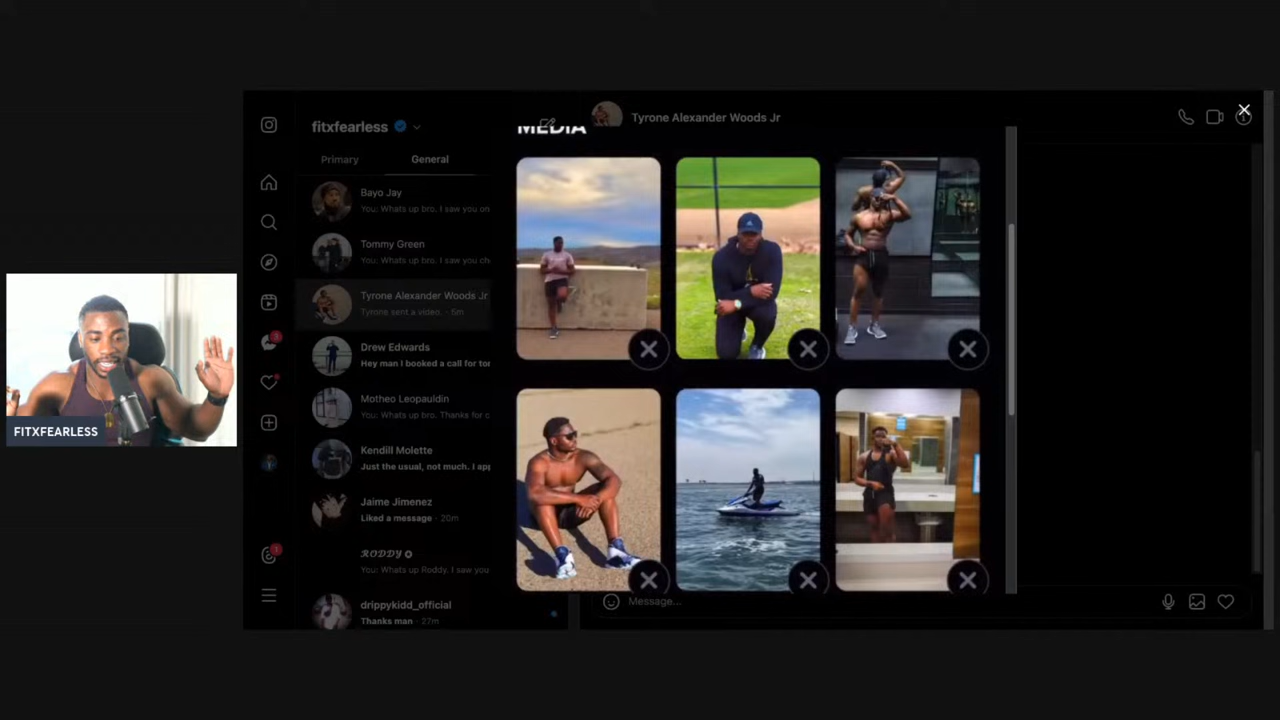 fitxfearless
Primary
General
Bayo Jay
You: Whats up bro. I saw you on
Tommy Green
You: Whats up bro. I saw you ch
Tyrone Alexander Woods Jr
Tyrone sent a video. · 5m
Drew Edwards
Hey man I booked a call for tor
Motheo Leopauldin
You: Whats up bro. Thanks for c
Kendill Molette
Just the usual, not much. I app
Jaime Jimenez
Liked a message · 20m
RODDY
You: Whats up Roddy. I saw you
drippykidd_official
Thanks man · 27m
Tyrone Alexander Woods Jr
MEDIA
Message...
FITXFEARLESS
3
1